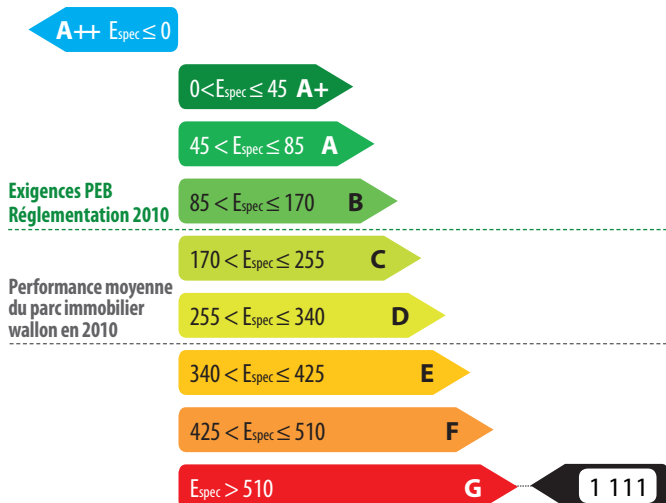 A++ Espec ≤ 0
0<Espec ≤ 45 A+
45 < Espec ≤ 85 A
Exigences PEB
Réglementation 2010
85 < Espec ≤ 170 B
170 < Espec ≤ 255 C
Performance moyenne
du parc immobilier
wallon en 2010
255 < Espec ≤ 340 D
340 < Espec ≤ 425 E
425 < Espec ≤ 510 F
Espec > 510 G 1 111